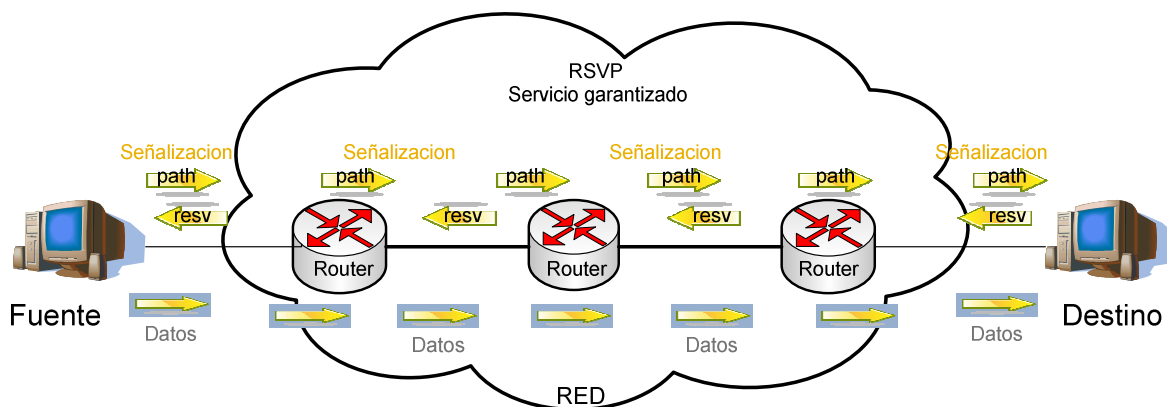 RSVP
Servicio garantizado
Señalizacion
Señalizacion
Señalizacion
Señalizacion
path
path
path
path
path
path
resv
resv
resv
resv
Router
Router
Router
Fuente
Destino
Datos
Datos
Datos
Datos
RED